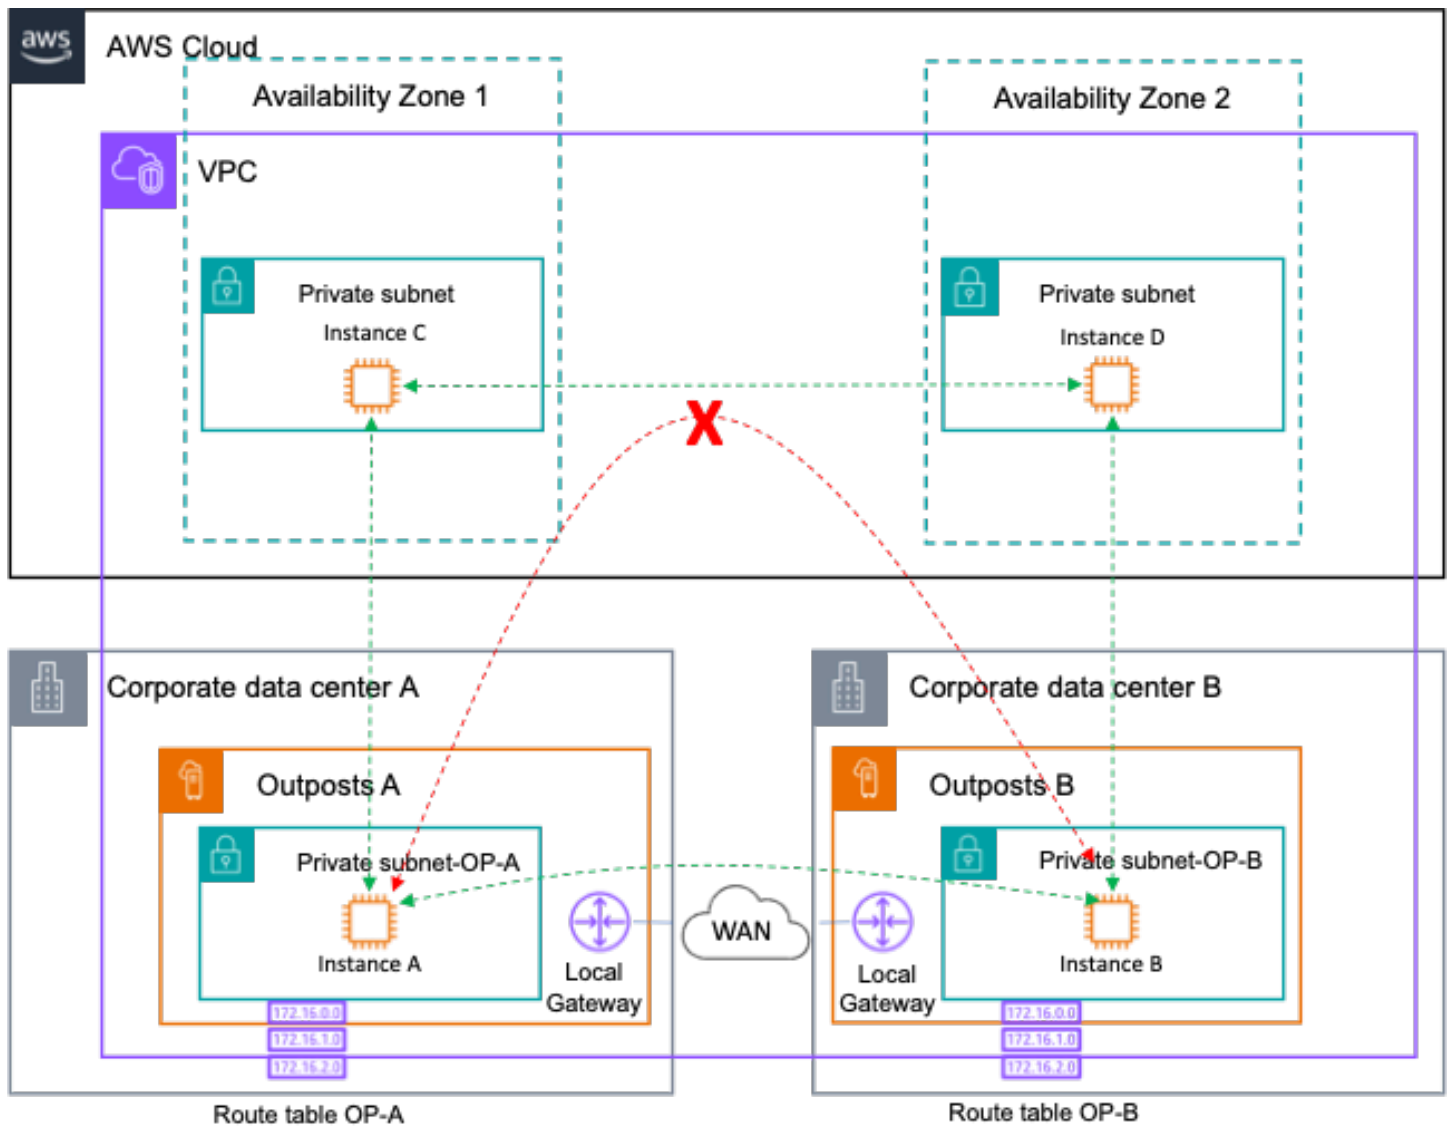 aws
AWS Cloud
Availability Zone 1
Availability Zone 2
VPC
Private subnet
Instance C
Private subnet
Instance D
X
Corporate data center A
Corporate data center B
Outposts A
Outposts B
Private subnet-OP-A
Private subnet-OP-B
WAN
Instance A
Instance B
Local
Gateway
Local
Gateway
172.16.0.0
172.16.1.0
172.16.2.0
172.16.0.0
172.16.1.0
172.16.2.0
Route table OP-A
Route table OP-B